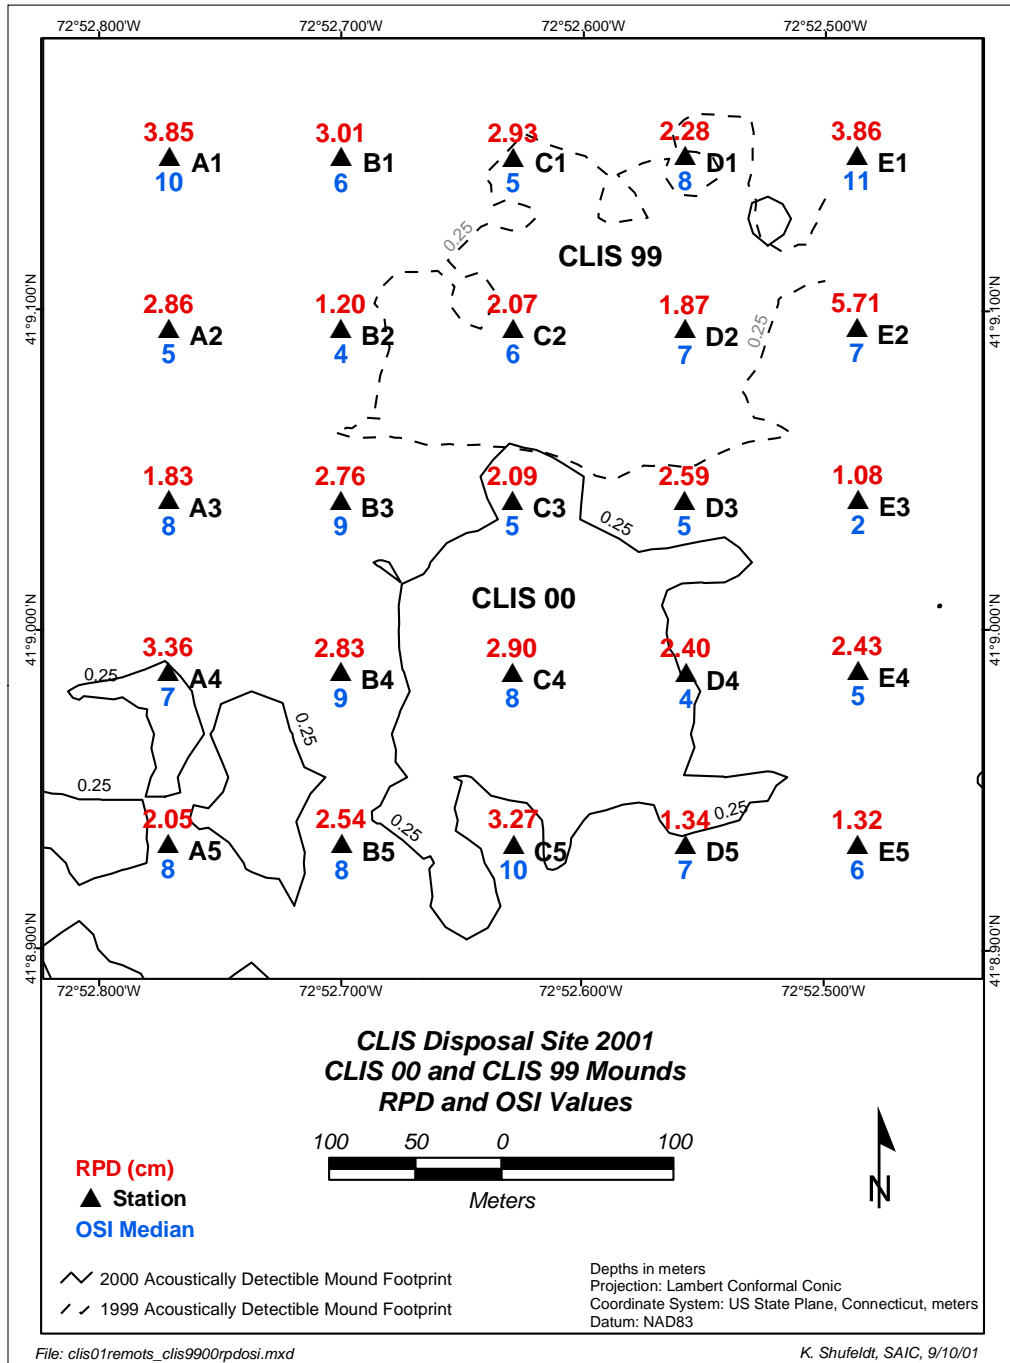 72°52.800'W 72°52.700'W 72°52.600'W 72°52.500'W
3.85 3.01 2.93 2.28 3.86
A1 B1 C1 D1 E1
10 6 5 8 11
0.25
CLIS 99
41°9.100'N 41°9.100'N
2.86 1.20 2.07 1.87 5.71
A2 B2 C2 D2 0.25 E2
5 4 6 7 7
1.83 2.76 2.09 2.59 1.08
A3 B3 C3 D3 E3
8 9 5 5 2
0.25
CLIS 00
41°9.000'N 41°9.000'N
3.36 2.83 2.90 2.40 2.43
0.25 A4 B4 C4 D4 E4
7 9 8 4 5
0.25
0.25 0.25
2.05 2.54 0.25 3.27 1.34 1.32
A5 B5 C5 D5 E5
8 8 10 7 6
41°8.900'N 41°8.900'N
72°52.800'W 72°52.700'W 72°52.600'W 72°52.500'W
CLIS Disposal Site 2001
CLIS 00 and CLIS 99 Mounds
RPD and OSI Values
100 50 0 100
Meters
N
RPD (cm)
Station
OSI Median
2000 Acoustically Detectible Mound Footprint
1999 Acoustically Detectible Mound Footprint
Depths in meters
Projection: Lambert Conformal Conic
Coordinate System: US State Plane, Connecticut, meters
Datum: NAD83
File: clis01remots_clis9900rpdosi.mxd
K. Shufeldt, SAIC, 9/10/01